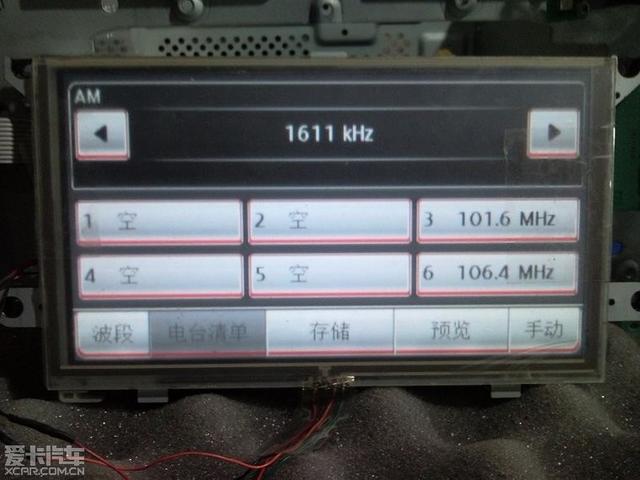 AM
1611 kHz
1 空 2 空 3 101.6 MHz
4 空 5 空 6 106.4 MHz
波段 电台清单 存储 预览 手动
爱卡汽车
XCAR.COM.CN